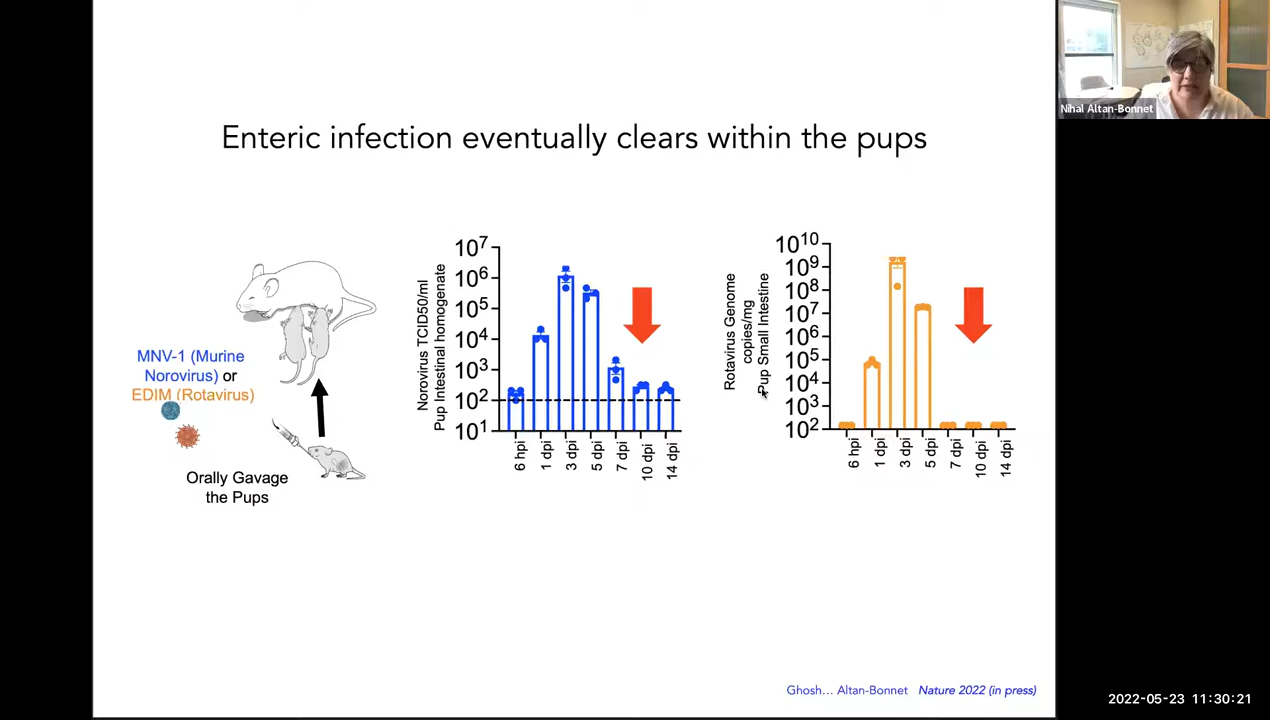 Nihal Altan-Bonnet
Enteric infection eventually clears within the pups
MNV-1 (Murine
Norovirus) or
EDIM (Rotavirus)
Orally Gavage
the Pups
Norovirus TCID50/ml
Pup Intestinal homogenate
10⁷
10⁶
10⁵
10⁴
10³
10²
10¹
6 hpi
1 dpi
3 dpi
5 dpi
7 dpi
10 dpi
14 dpi
Rotavirus Genome
copies/mg
Pup Small Intestine
10¹⁰
10⁹
10⁸
10⁷
10⁶
10⁵
10⁴
10³
10²
6 hpi
1 dpi
3 dpi
5 dpi
7 dpi
10 dpi
14 dpi
Ghosh... Altan-Bonnet Nature 2022 (in press)
2022-05-23 11:30:21